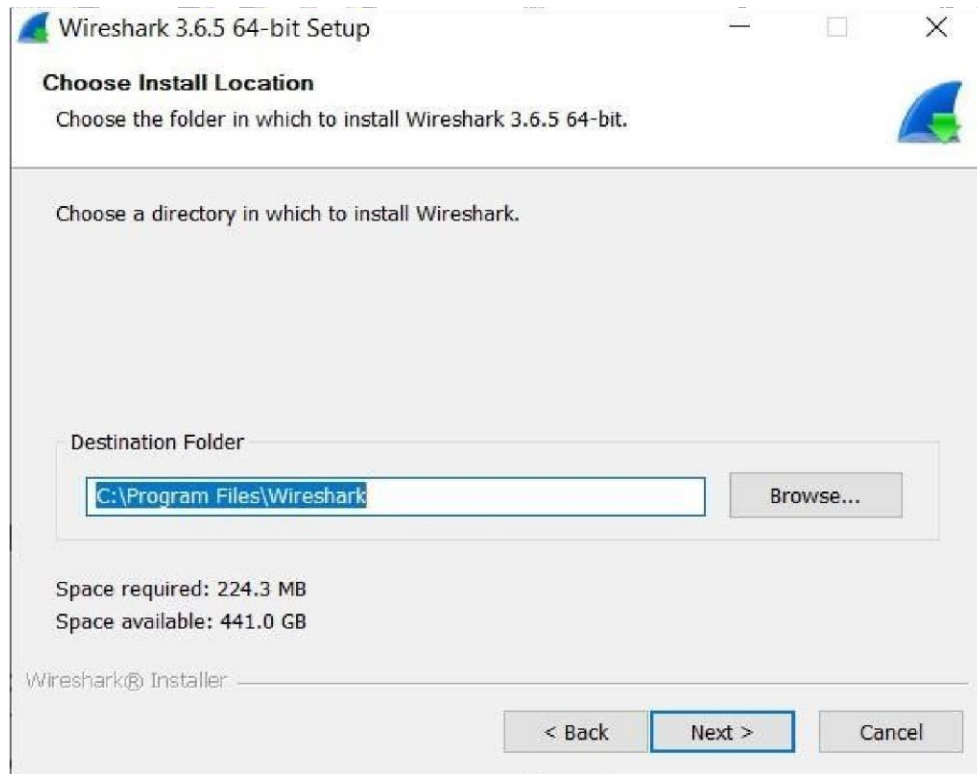 Wireshark 3.6.5 64-bit Setup
Choose Install Location
Choose the folder in which to install Wireshark 3.6.5 64-bit.
Choose a directory in which to install Wireshark.
Destination Folder
C:\Program Files\Wireshark
Browse...
Space required: 224.3 MB
Space available: 441.0 GB
Wireshark® Installer
< Back Next > Cancel